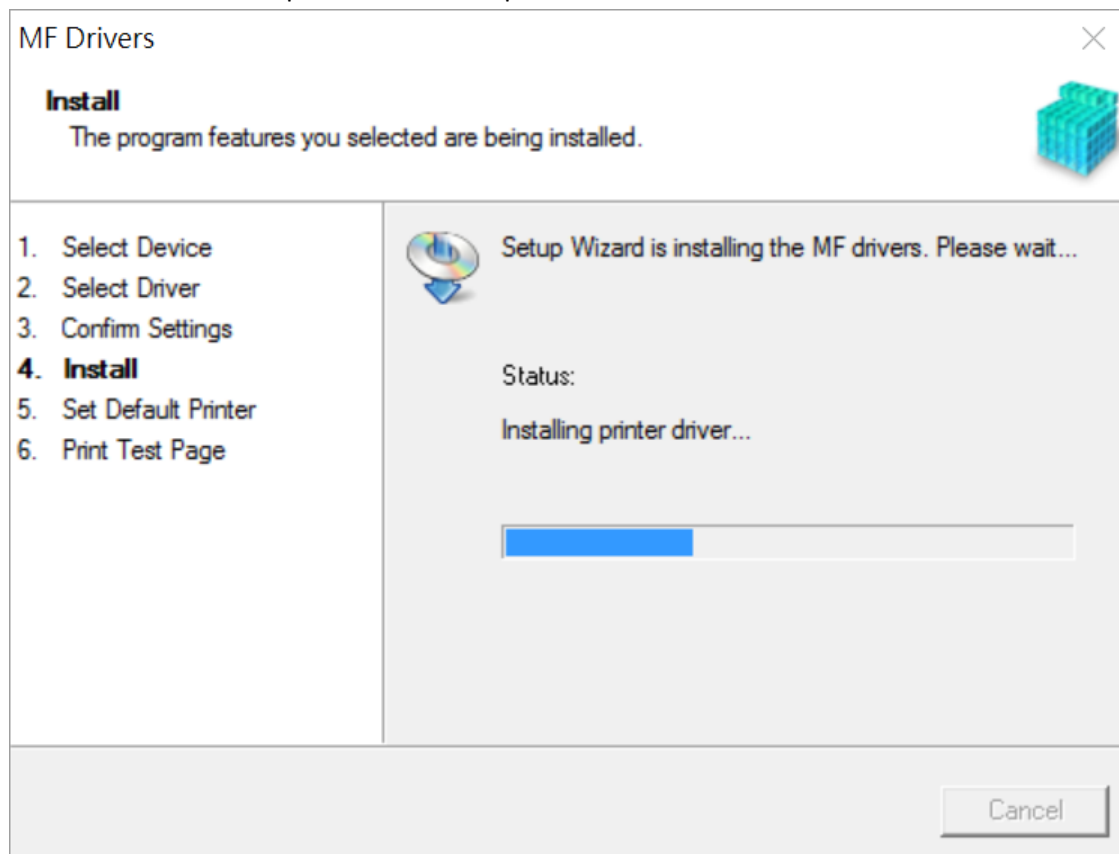 MF Drivers
Install
The program features you selected are being installed.
1. Select Device
2. Select Driver
3. Confirm Settings
4. Install
5. Set Default Printer
6. Print Test Page
Setup Wizard is installing the MF drivers. Please wait...
Status:
Installing printer driver...
Cancel